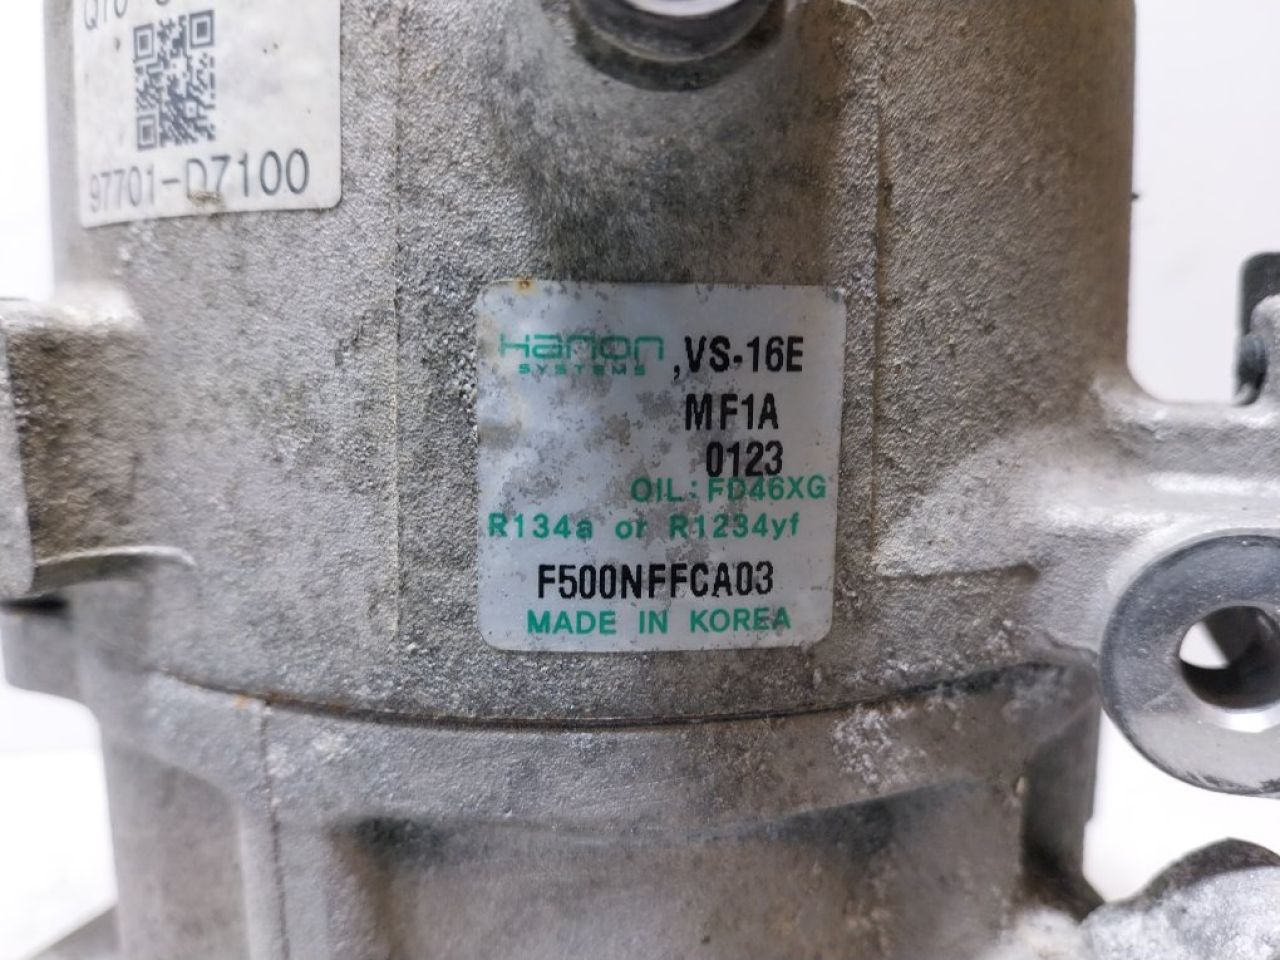 97701-D7100
Hanon ,VS-16E
SYSTEMS
MF1A
0123
OIL: FD46XG
R134a or R1234yf
F500NFFCA03
MADE IN KOREA